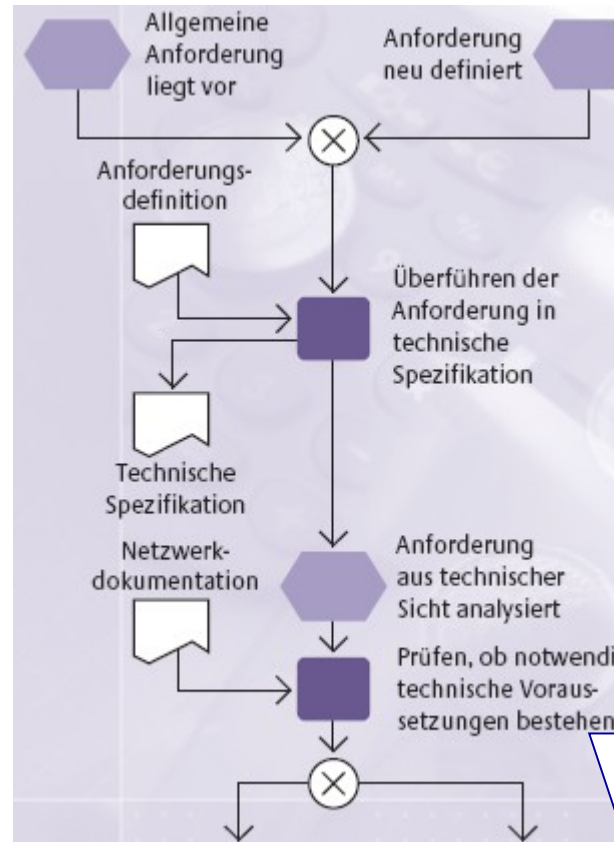 Allgemeine
Anforderung
liegt vor
Anforderung
neu definiert
Anforderungs-
definition
Überführen der
Anforderung in
technische
Spezifikation
Technische
Spezifikation
Netzwerk-
dokumentation
Anforderung
aus technischer
Sicht analysiert
Prüfen, ob notwendi
technische Voraus-
setzungen bestehen